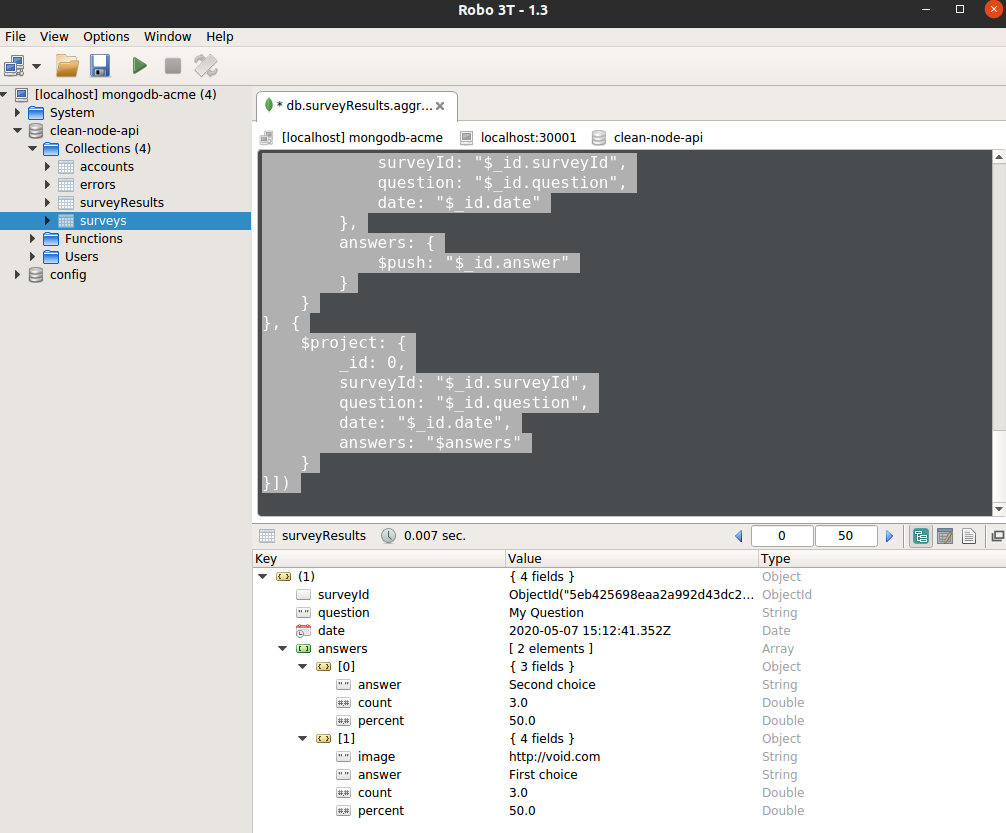 Robo 3T - 1.3
File View Options Window Help
[localhost] mongodb-acme (4)
System
clean-node-api
Collections (4)
accounts
errors
surveyResults
surveys
Functions
Users
config
* db.surveyResults.aggr...
[localhost] mongodb-acme localhost:30001 clean-node-api
surveyId: "$_id.surveyId",
question: "$_id.question",
date: "$_id.date"
},
answers: {
$push: "$_id.answer"
}
}
}, {
$project: {
_id: 0,
surveyId: "$_id.surveyId",
question: "$_id.question",
date: "$_id.date",
answers: "$answers"
}
}])
surveyResults 0.007 sec. 0 50
Key Value Type
(1) { 4 fields } Object
surveyId ObjectId("5eb425698eaa2a992d43dc2... ObjectId
question My Question String
date 2020-05-07 15:12:41.352Z Date
answers [ 2 elements ] Array
[0] { 3 fields } Object
answer Second choice String
count 3.0 Double
percent 50.0 Double
[1] { 4 fields } Object
image http://void.com String
answer First choice String
count 3.0 Double
percent 50.0 Double